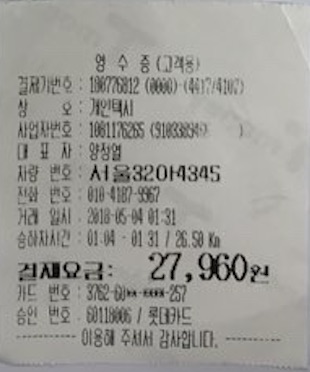 영 수 증 (고객용)
결제기번호 : 100776812 (0000)-(4417/4107)
상 호 : 개인택시
사업자번호 : 1081176265 (910338949 )
대 표 자 : 양창열
차량 번호 : 서울32아4345
전화 번호 : 010-4187-9967
거래 일시 : 2018-05-04 01:31
승하차시간 : 01:04 - 01:31 / 26.50 Km
결제요금: 27,960원
카드 번호 : 3762-60**-****-257
승인 번호 : 60118006 / 롯데카드
------ 이용해 주셔서 감사합니다. ------